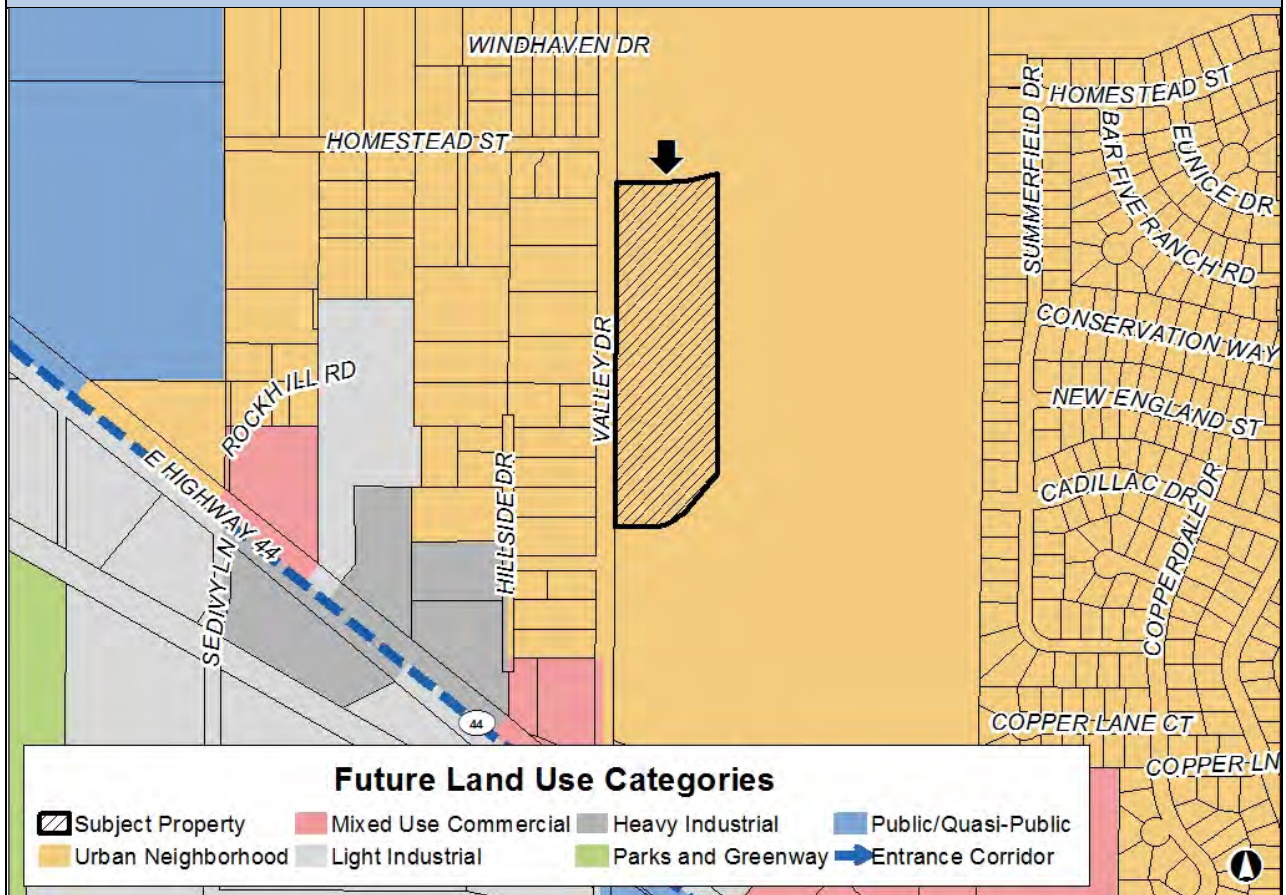 WINDHAVEN DR
HOMESTEAD ST
HOMESTEAD ST
SUMMERFIELD DR
BAR FIVE RANCH RD
EUNICE DR
CONSERVATION WAY
NEW ENGLAND ST
CADILLAC DR
COPPERDALE DR
VALLEY DR
ROCKHILL RD
HILLSIDE DR
E HIGHWAY 44
SEDIVY LN
44
COPPER LANE CT
COPPER LN
Future Land Use Categories
Subject Property
Mixed Use Commercial
Heavy Industrial
Public/Quasi-Public
Urban Neighborhood
Light Industrial
Parks and Greenway
Entrance Corridor